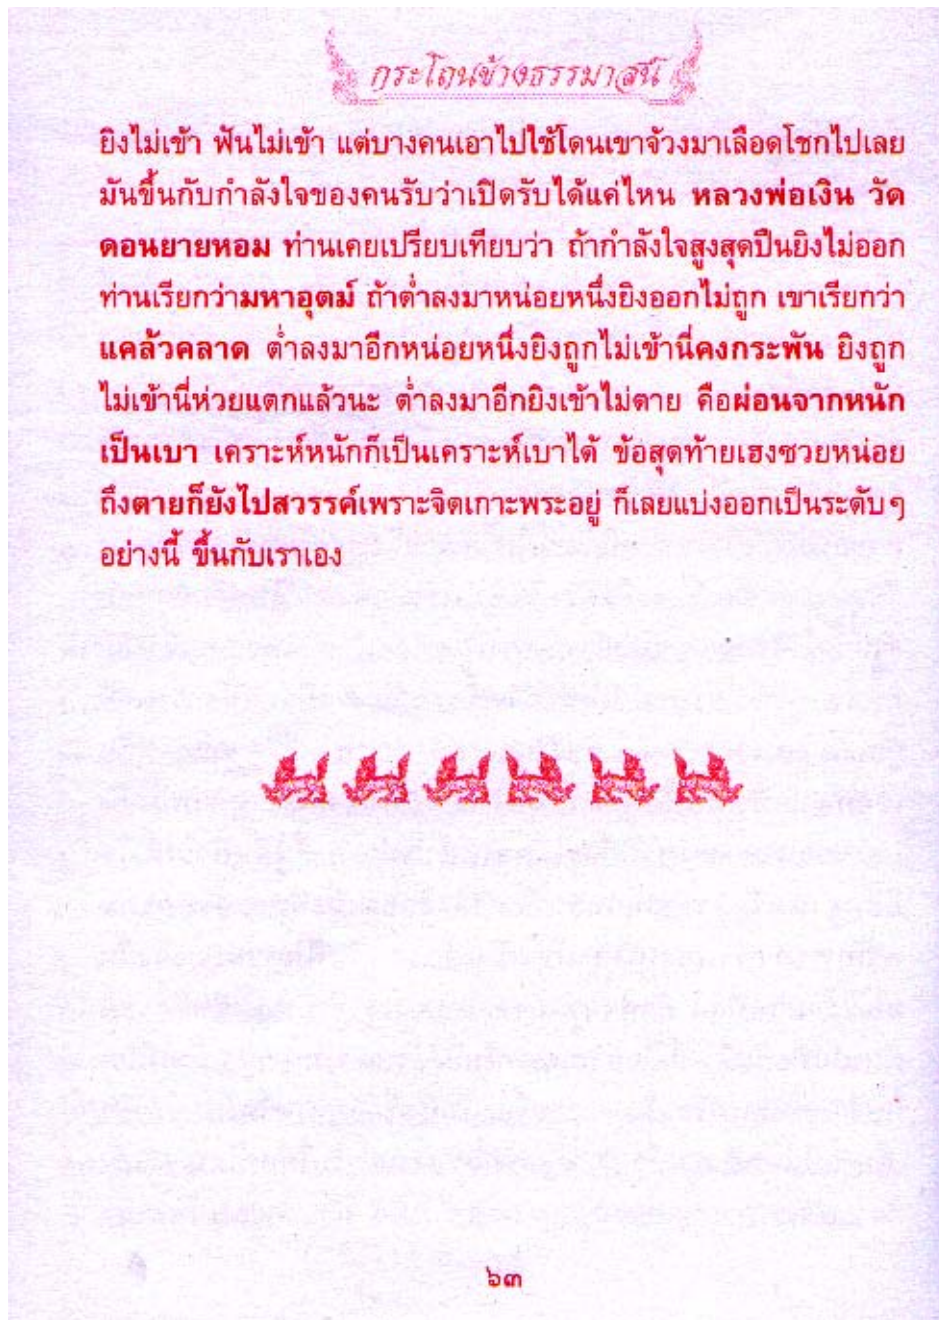 กระโถนข้างธรรมาสน์
ยิงไม่เข้า ฟันไม่เข้า แต่บางคนเอาไปใช้โดนเขาจ้วงมาเลือดโชกไปเลย
มันขึ้นกับกำลังใจของคนรับว่าเปิดรับได้แค่ไหน หลวงพ่อเงิน วัด
ดอนยายหอม ท่านเคยเปรียบเทียบว่า ถ้ากำลังใจสูงสุดปืนยิงไม่ออก
ท่านเรียกว่ามหาอุตม์ ถ้าต่ำลงมาหน่อยหนึ่งยิงออกไม่ถูก เขาเรียกว่า
แคล้วคลาด ต่ำลงมาอีกหน่อยหนึ่งยิงถูกไม่เข้านี่คงกระพัน ยิงถูก
ไม่เข้านี่ห่วยแตกแล้วนะ ต่ำลงมาอีกยิงเข้าไม่ตาย คือผ่อนจากหนัก
เป็นเบา เคราะห์หนักก็เป็นเคราะห์เบาได้ ข้อสุดท้ายเฮงซวยหน่อย
ถึงตายก็ยังไปสวรรค์เพราะจิตเกาะพระอยู่ ก็เลยแบ่งออกเป็นระดับๆ
อย่างนี้ ขึ้นกับเราเอง
๖๓